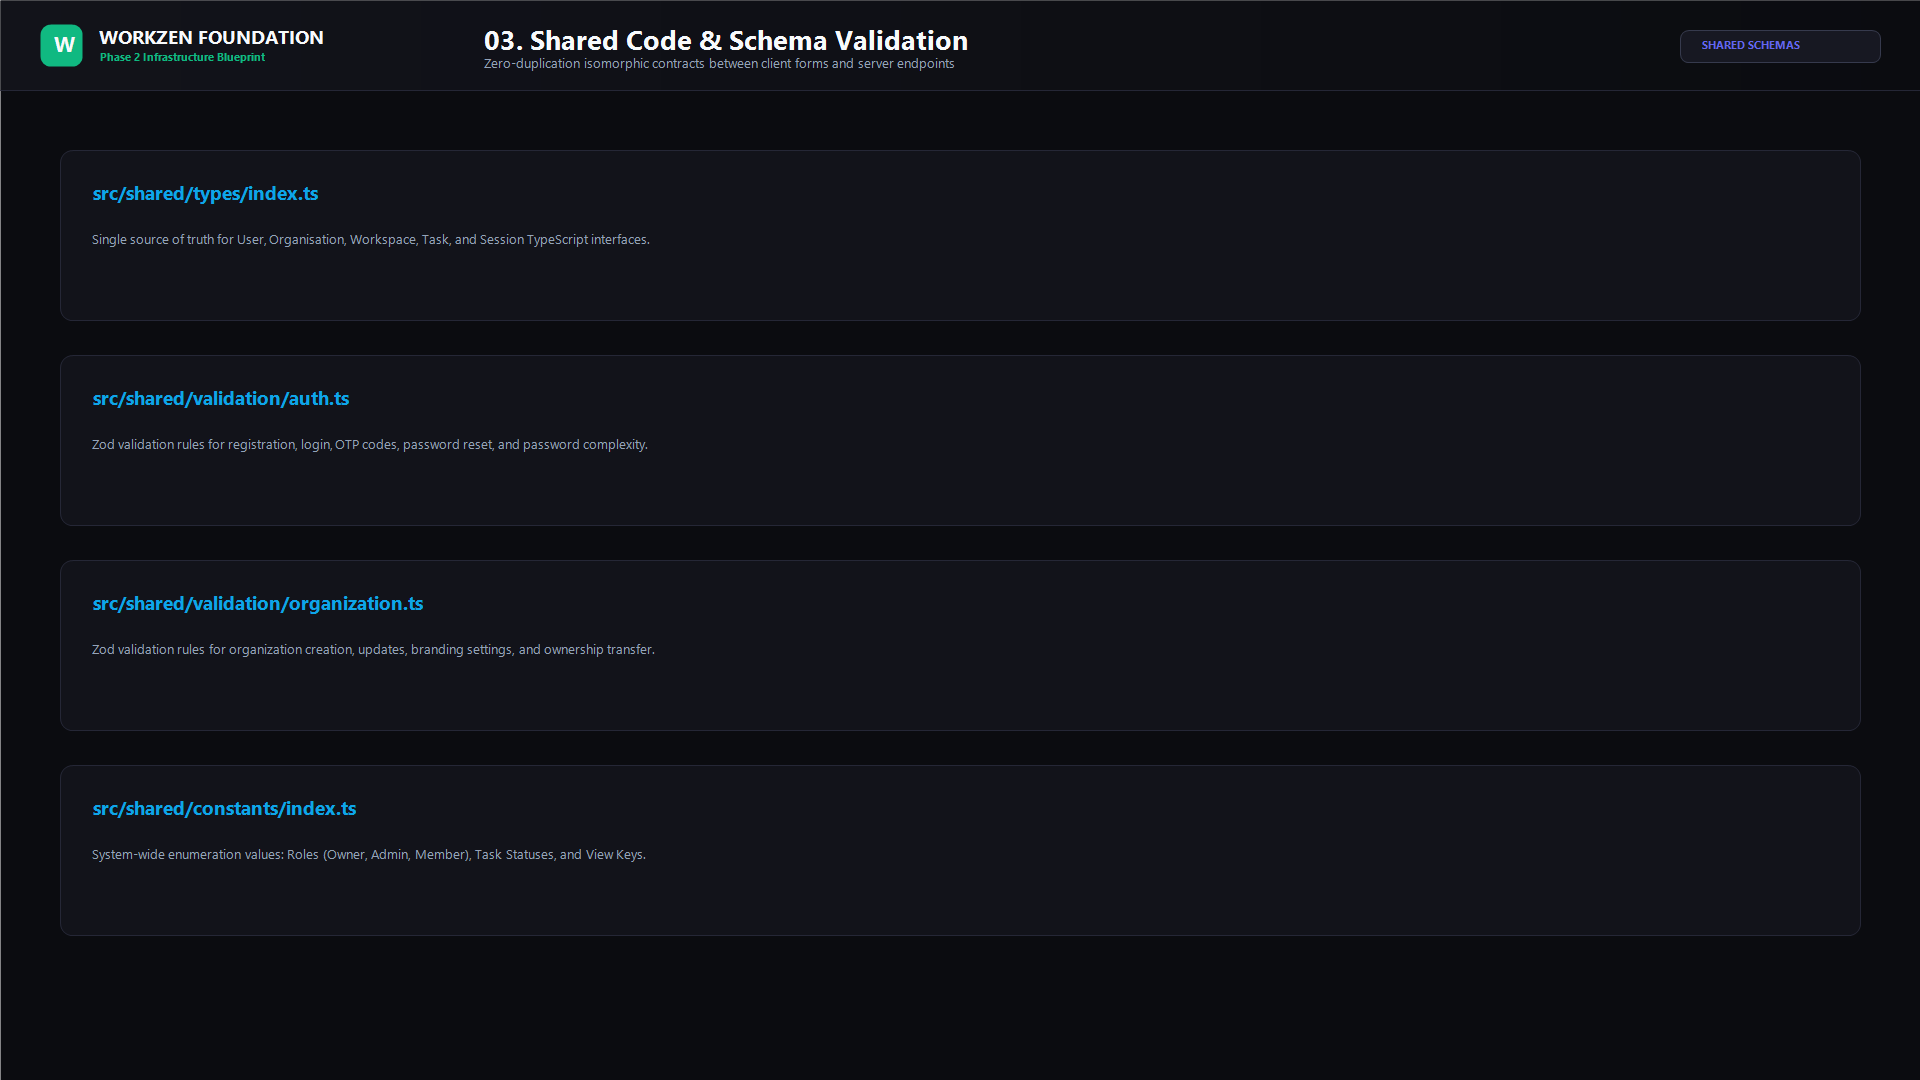 W
WORKZEN FOUNDATION
Phase 2 Infrastructure Blueprint
03. Shared Code & Schema Validation
Zero-duplication isomorphic contracts between client forms and server endpoints
SHARED SCHEMAS
src/shared/types/index.ts
Single source of truth for User, Organisation, Workspace, Task, and Session TypeScript interfaces.
src/shared/validation/auth.ts
Zod validation rules for registration, login, OTP codes, password reset, and password complexity.
src/shared/validation/organization.ts
Zod validation rules for organization creation, updates, branding settings, and ownership transfer.
src/shared/constants/index.ts
System-wide enumeration values: Roles (Owner, Admin, Member), Task Statuses, and View Keys.